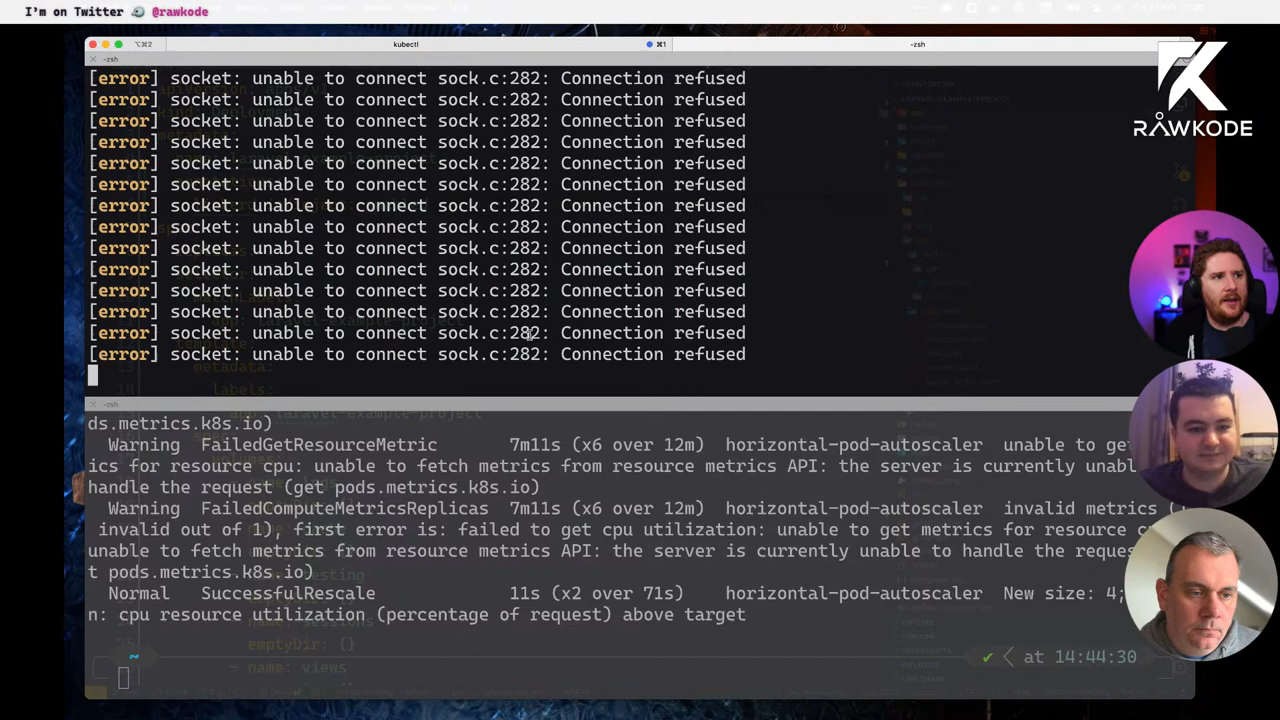 I'm on Twitter @rawkode
⌥⌘2
kubectl
⌘1
-zsh
-zsh
[error] socket: unable to connect sock.c:282: Connection refused
[error] socket: unable to connect sock.c:282: Connection refused
[error] socket: unable to connect sock.c:282: Connection refused
[error] socket: unable to connect sock.c:282: Connection refused
[error] socket: unable to connect sock.c:282: Connection refused
[error] socket: unable to connect sock.c:282: Connection refused
[error] socket: unable to connect sock.c:282: Connection refused
[error] socket: unable to connect sock.c:282: Connection refused
[error] socket: unable to connect sock.c:282: Connection refused
[error] socket: unable to connect sock.c:282: Connection refused
[error] socket: unable to connect sock.c:282: Connection refused
[error] socket: unable to connect sock.c:282: Connection refused
[error] socket: unable to connect sock.c:282: Connection refused
[error] socket: unable to connect sock.c:282: Connection refused
RAWKODE
template:
metadata:
labels:
-zsh
ds.metrics.k8s.io)
Warning FailedGetResourceMetric 7m11s (x6 over 12m) horizontal-pod-autoscaler unable to get
ics for resource cpu: unable to fetch metrics from resource metrics API: the server is currently unabl
handle the request (get pods.metrics.k8s.io)
Warning FailedComputeMetricsReplicas 7m11s (x6 over 12m) horizontal-pod-autoscaler invalid metrics (
invalid out of 1), first error is: failed to get cpu utilization: unable to get metrics for resource c
unable to fetch metrics from resource metrics API: the server is currently unable to handle the reque
t pods.metrics.k8s.io)
Normal SuccessfulRescale 11s (x2 over 71s) horizontal-pod-autoscaler New size: 4;
n: cpu resource utilization (percentage of request) above target
emptyDir: {}
~ name: views
~
✔ at 14:44:30